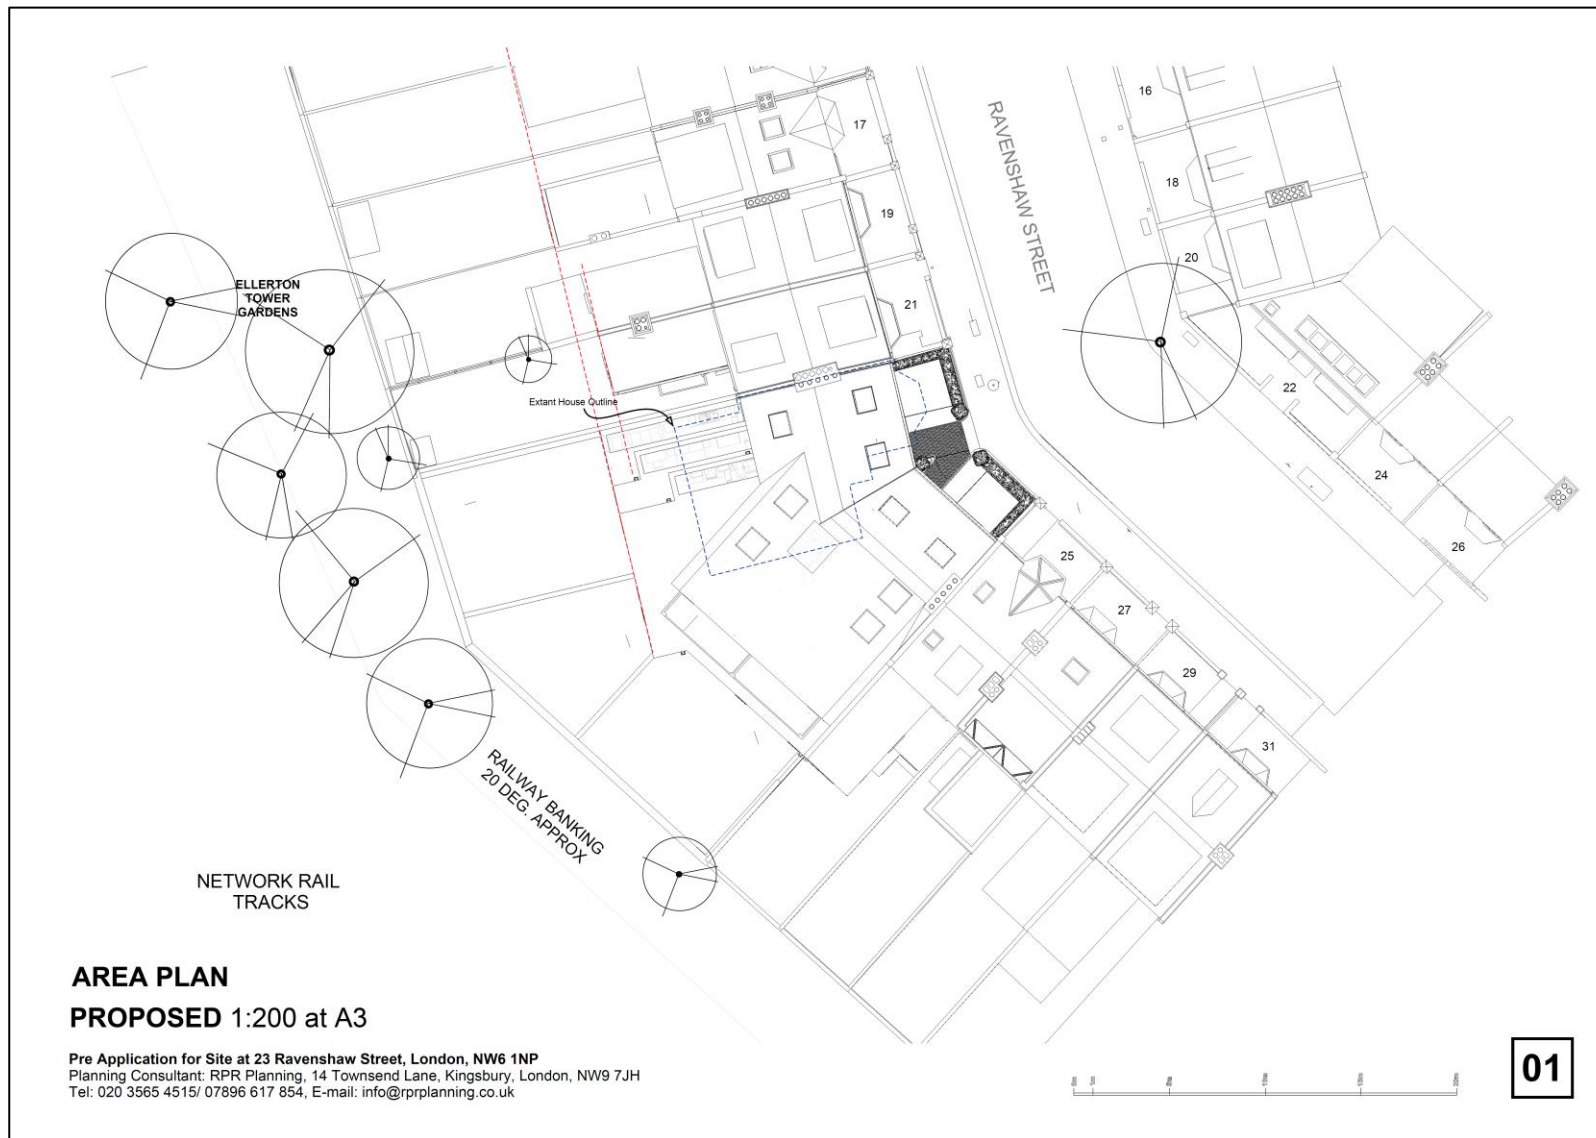 16
17
RAVENSHAW STREET
18
19
20
ELLERTON
TOWER
GARDENS
21
22
Extant House Outline
24
26
25
27
29
31
RAILWAY BANKING
20 DEG. APPROX
NETWORK RAIL
TRACKS
AREA PLAN
PROPOSED 1:200 at A3
Pre Application for Site at 23 Ravenshaw Street, London, NW6 1NP
Planning Consultant: RPR Planning, 14 Townsend Lane, Kingsbury, London, NW9 7JH
Tel: 020 3565 4515/ 07896 617 854, E-mail: info@rprplanning.co.uk
01